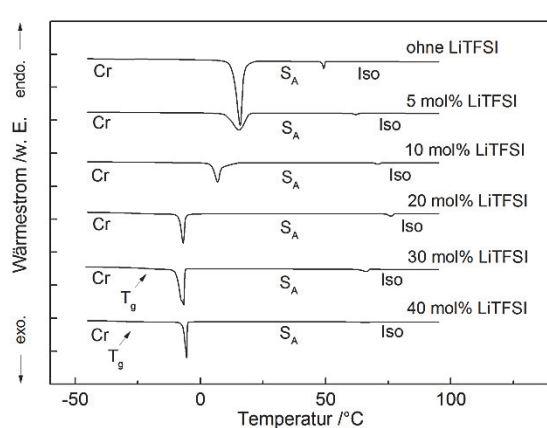 ohne LiTFSI
Cr S_A Iso
5 mol% LiTFSI
Cr S_A Iso
10 mol% LiTFSI
Cr S_A Iso
20 mol% LiTFSI
Cr S_A Iso
30 mol% LiTFSI
Cr S_A Iso
T_g
40 mol% LiTFSI
Cr S_A Iso
T_g
endo.
Wärmestrom /w. E.
exo.
-50 0 50 100
Temperatur /°C